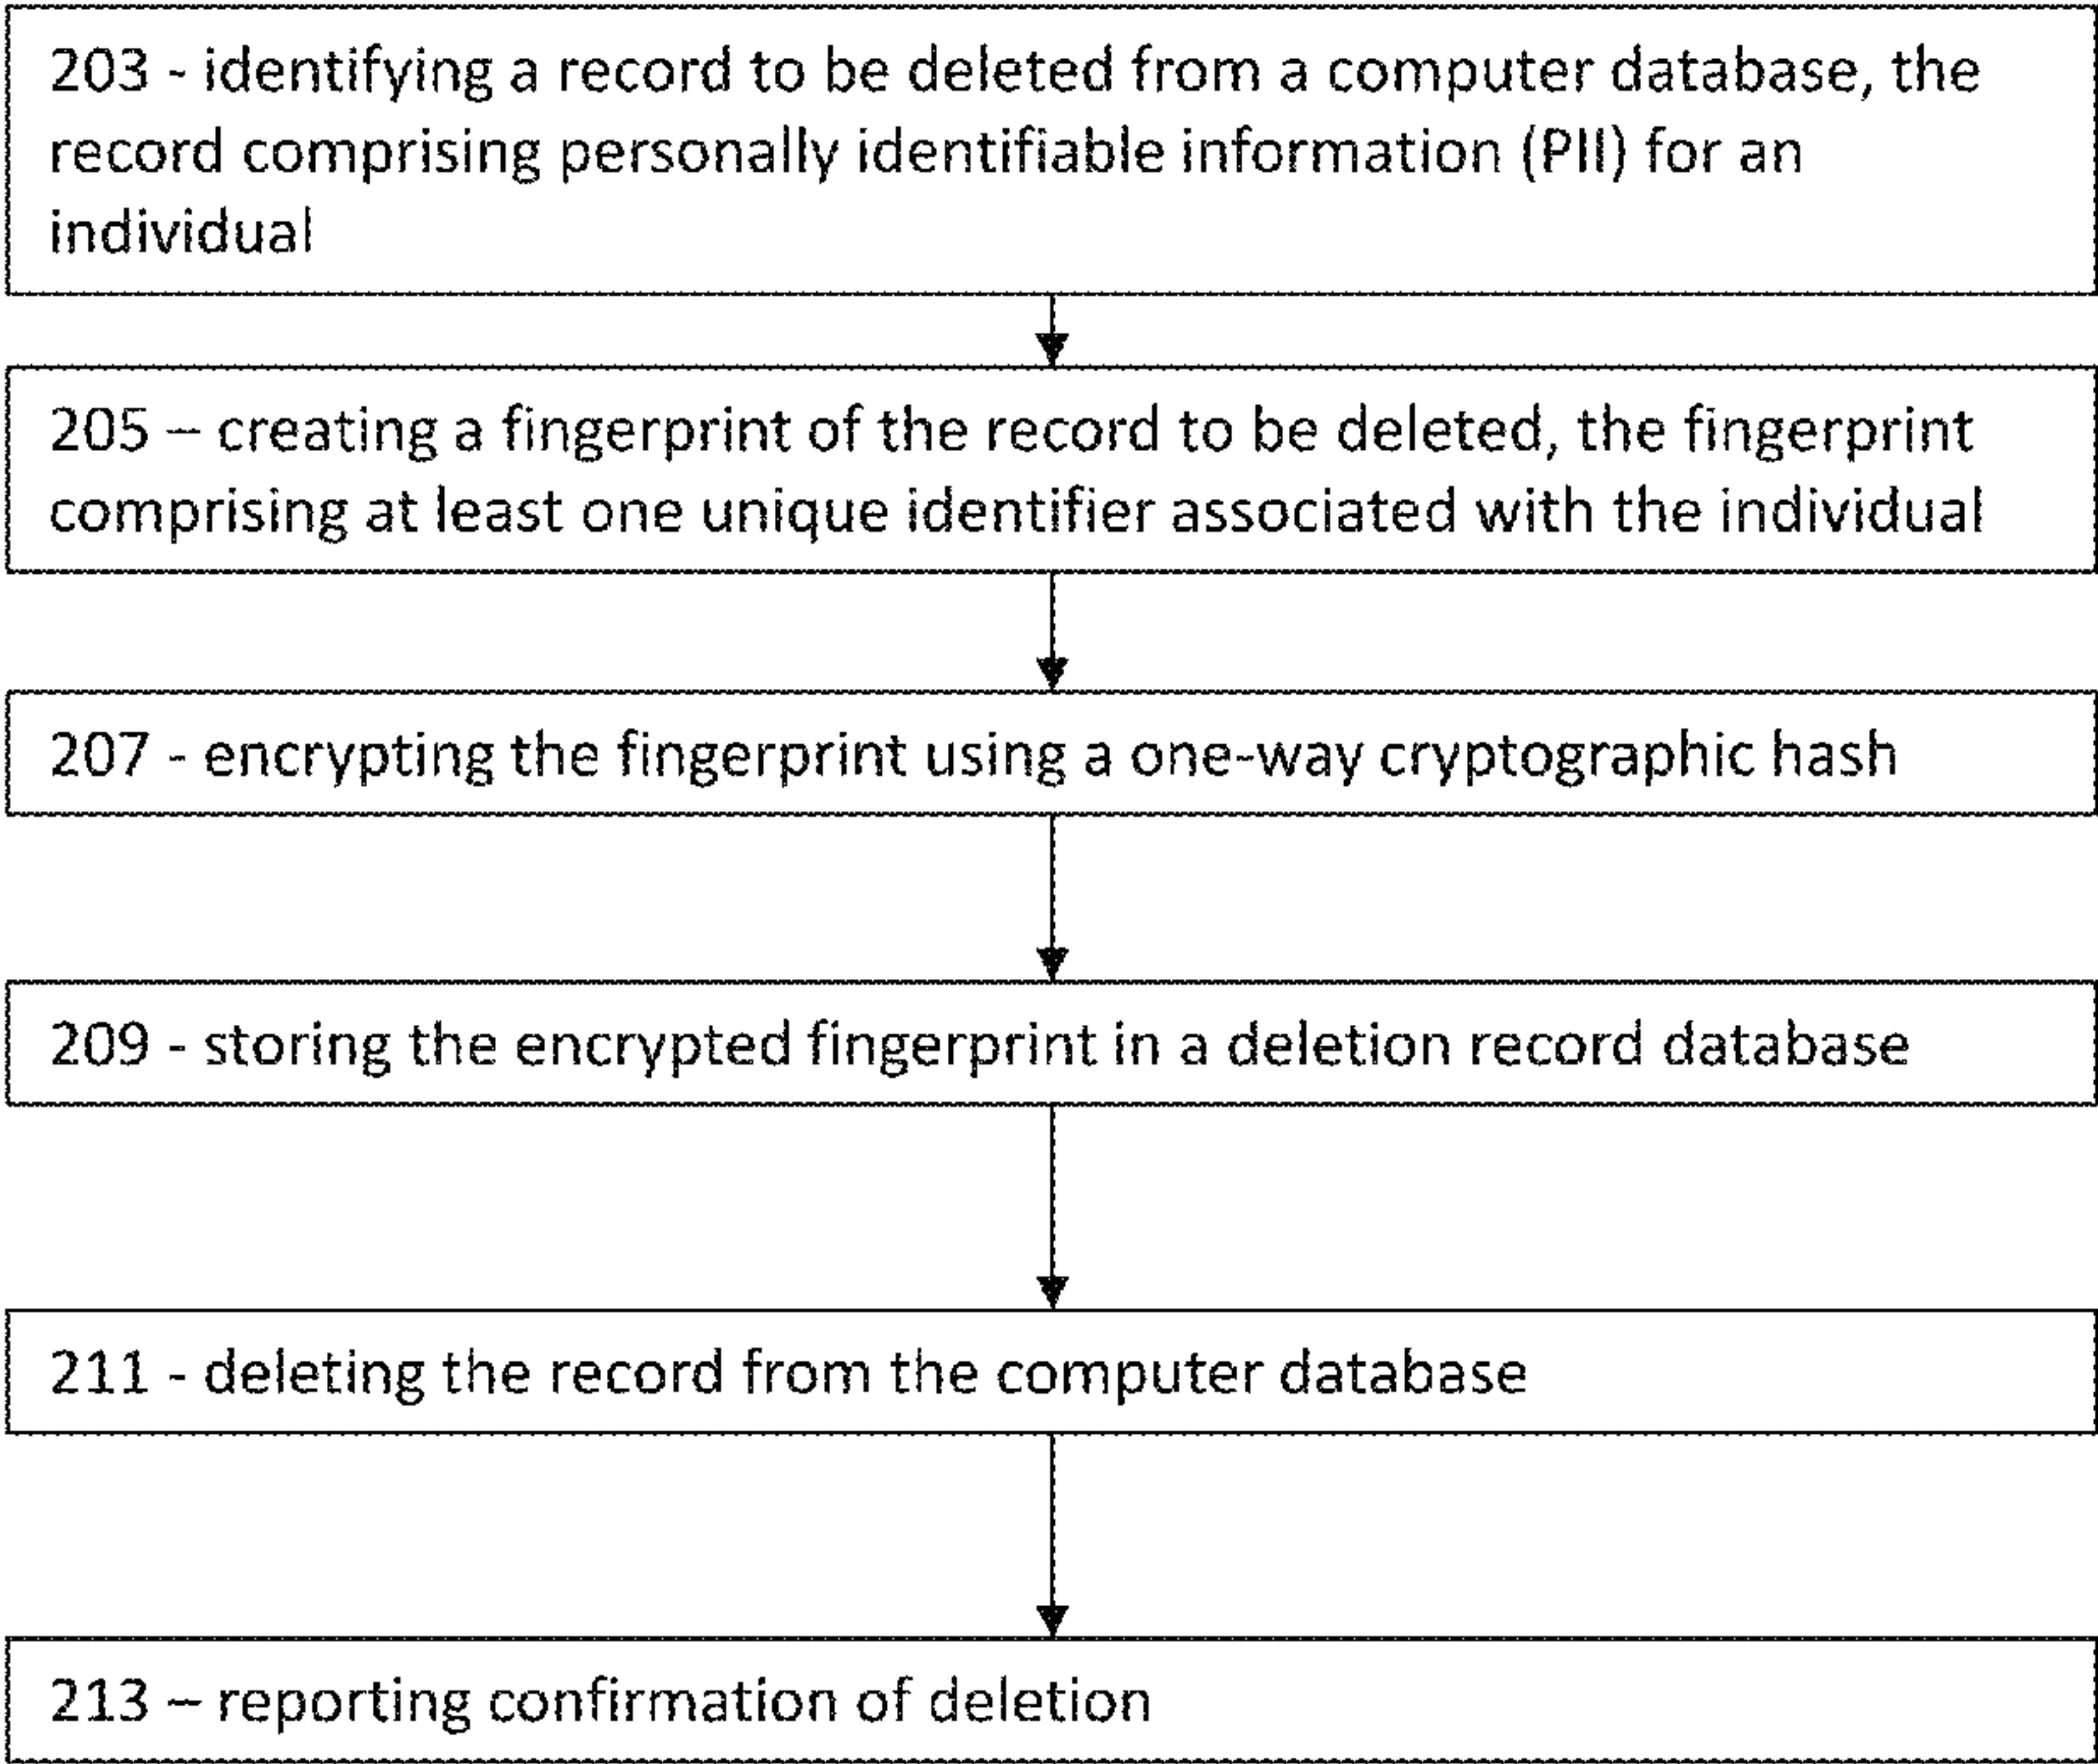 203 - identifying a record to be deleted from a computer database, the
record comprising personally identifiable information (PII) for an
individual
205 – creating a fingerprint of the record to be deleted, the fingerprint
comprising at least one unique identifier associated with the individual
207 - encrypting the fingerprint using a one-way cryptographic hash
209 - storing the encrypted fingerprint in a deletion record database
211 - deleting the record from the computer database
213 – reporting confirmation of deletion